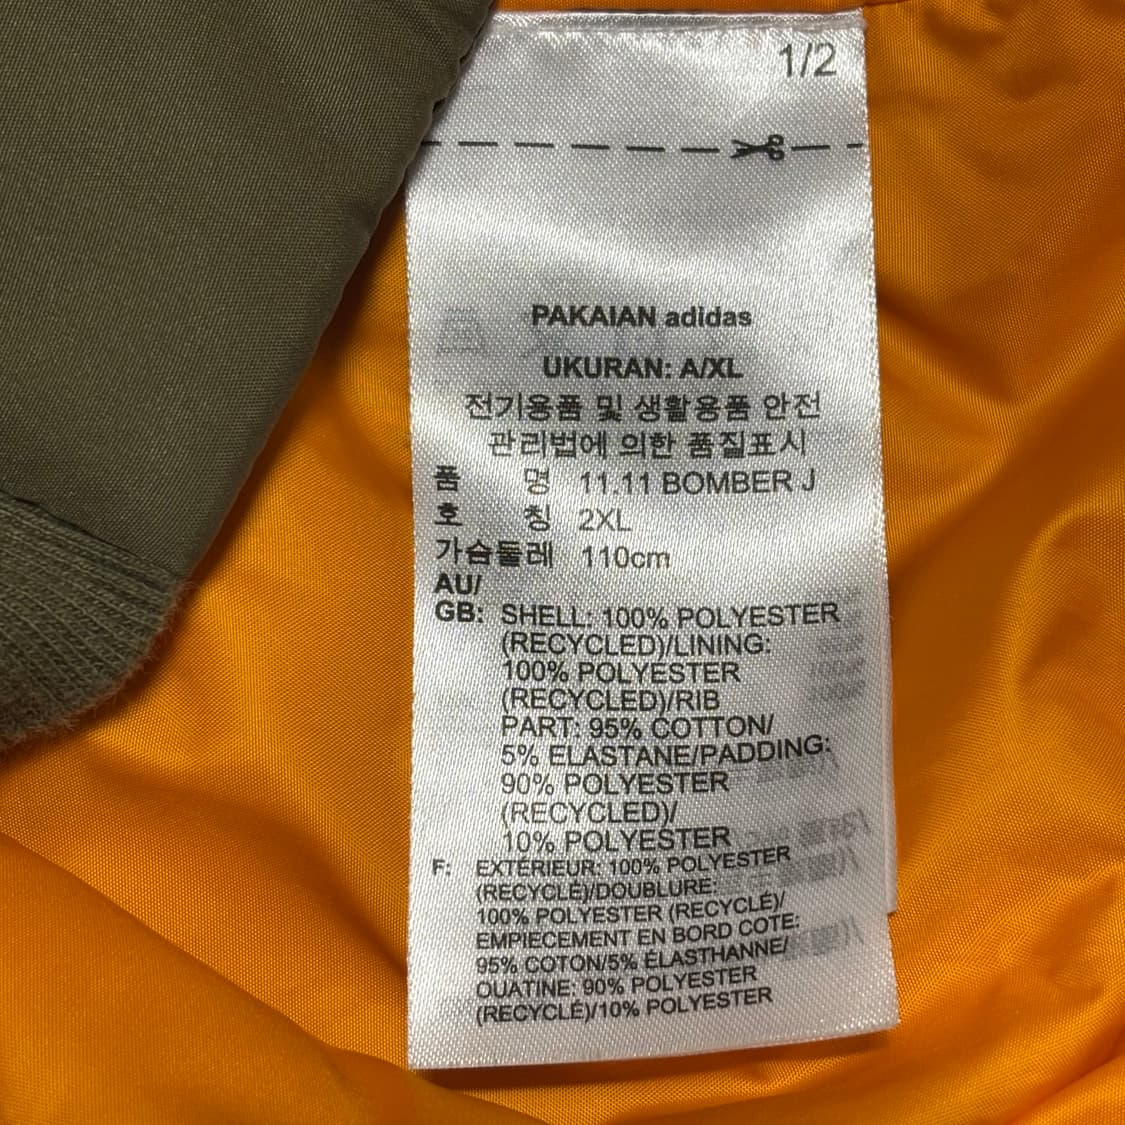 1/2
PAKAIAN adidas
UKURAN: A/XL
전기용품 및 생활용품 안전
관리법에 의한 품질표시
품 명 11.11 BOMBER J
호 칭 2XL
가슴둘레 110cm
AU/
GB: SHELL: 100% POLYESTER
(RECYCLED)/LINING:
100% POLYESTER
(RECYCLED)/RIB
PART: 95% COTTON/
5% ELASTANE/PADDING:
90% POLYESTER
(RECYCLED)/
10% POLYESTER
F: EXTÉRIEUR: 100% POLYESTER
(RECYCLÉ)/DOUBLURE:
100% POLYESTER (RECYCLÉ)/
EMPIECEMENT EN BORD COTE:
95% COTON/5% ÉLASTHANNE/
OUATINE: 90% POLYESTER
(RECYCLÉ)/10% POLYESTER